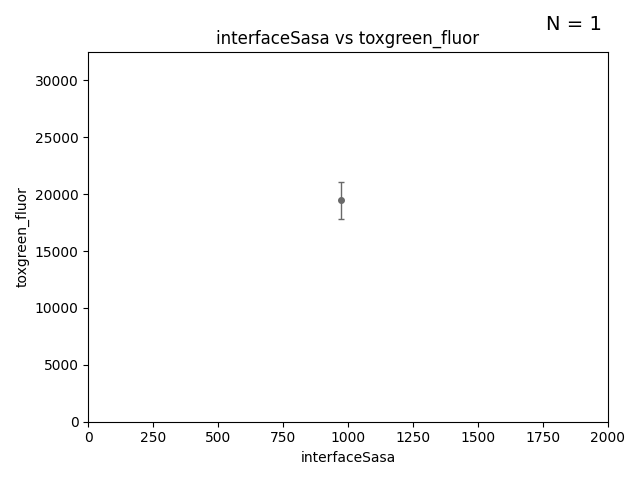 N = 1
interfaceSasa vs toxgreen_fluor
30000
25000
20000
15000
10000
5000
0
toxgreen_fluor
0 250 500 750 1000 1250 1500 1750 2000
interfaceSasa